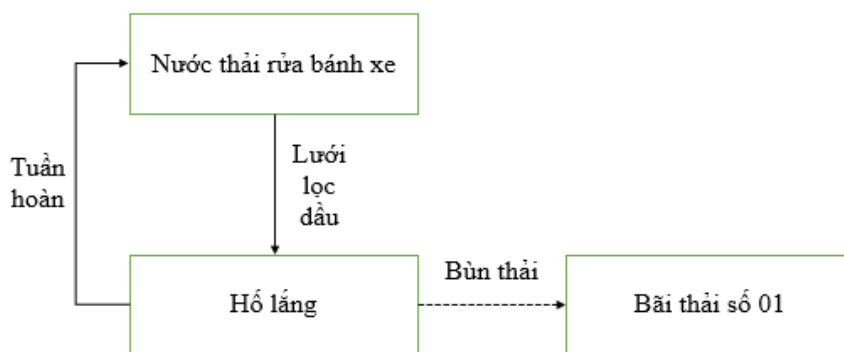 Nước thải rửa bánh xe
Tuần
hoàn
Lưới
lọc
dầu
Hố lắng
Bùn thải
Bãi thải số 01